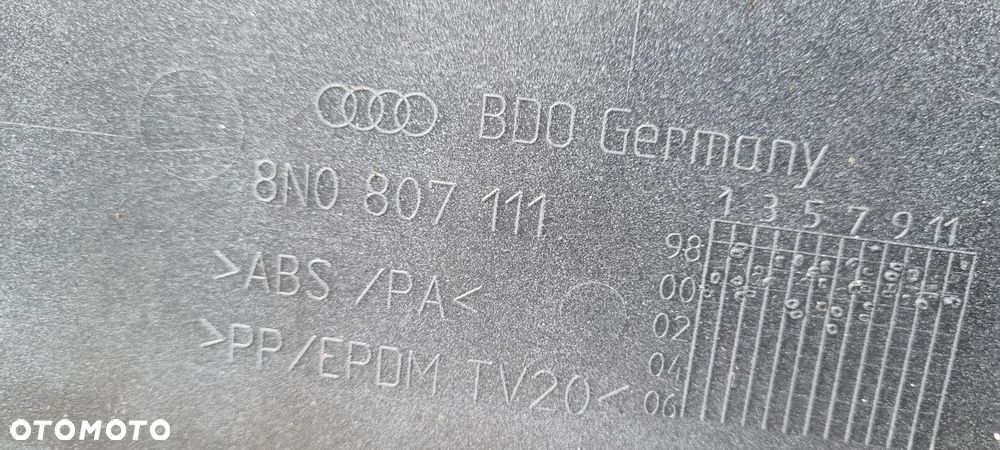 BDO Germany
8N0 807 111
>ABS /PA<
>PP/EPDM TV20<
1 3 5 7 9 11
98
00
02
04
06
OTOMOTO